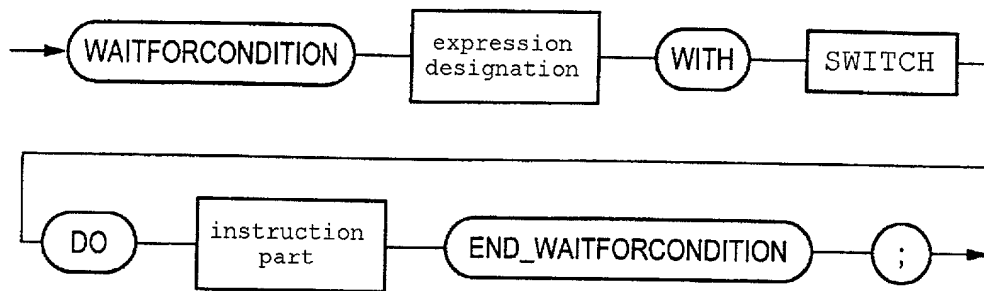 WAITFORCONDITION expression designation WITH SWITCH
DO instruction part END_WAITFORCONDITION ;